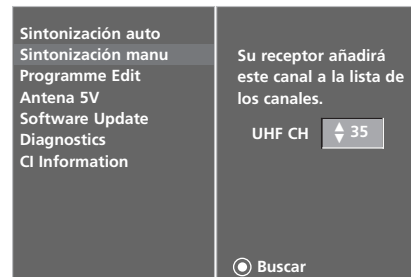 Sintonización auto
Sintonización manu
Programme Edit
Antena 5V
Software Update
Diagnostics
CI Information
Su receptor añadirá
este canal a la lista de
los canales.
UHF CH 35
Buscar